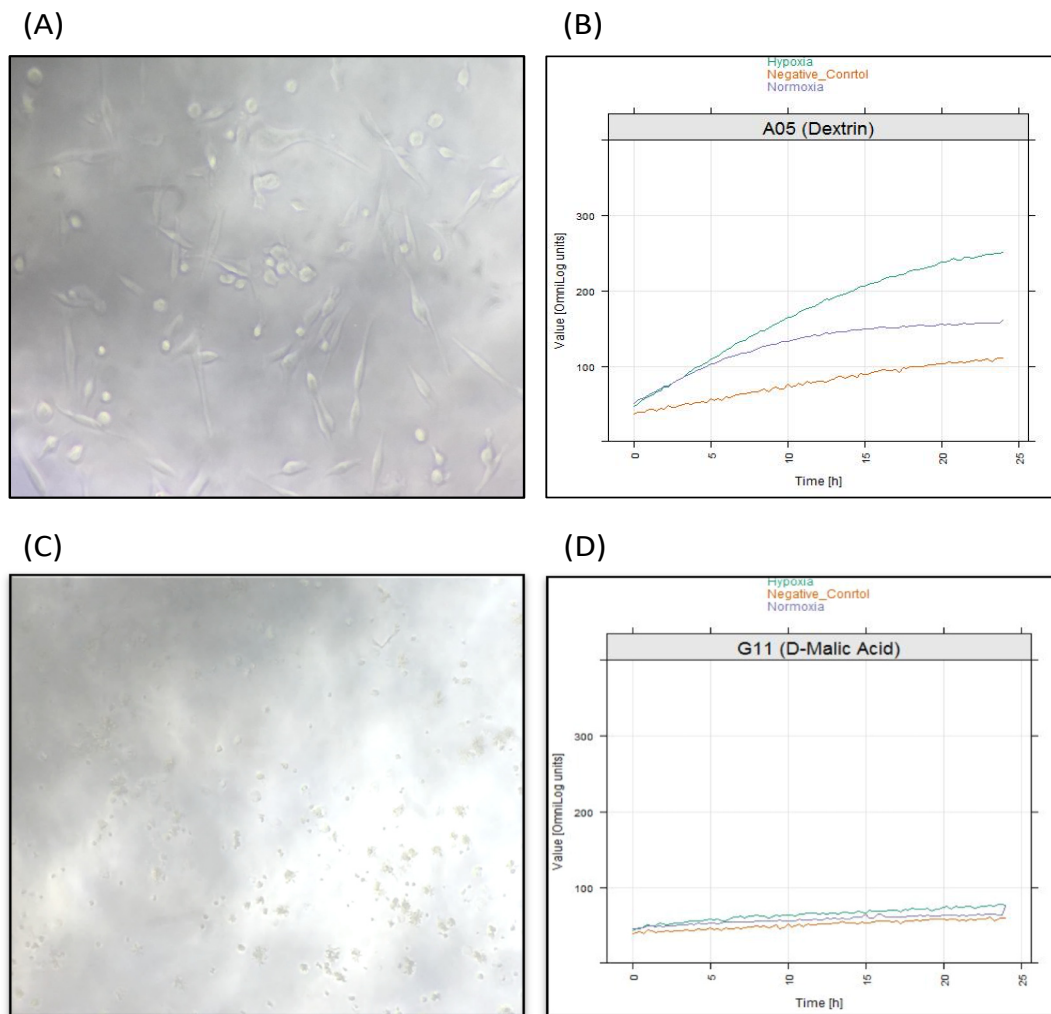 (A)
(B)
Hypoxia
Negative_Conrtol
Normoxia
A05 (Dextrin)
300
200
100
Value [OmniLog units]
0
5
10
15
20
25
Time [h]
(C)
(D)
Hypoxia
Negative_Conrtol
Normoxia
G11 (D-Malic Acid)
300
200
100
Value [OmniLog units]
0
5
10
15
20
25
Time [h]